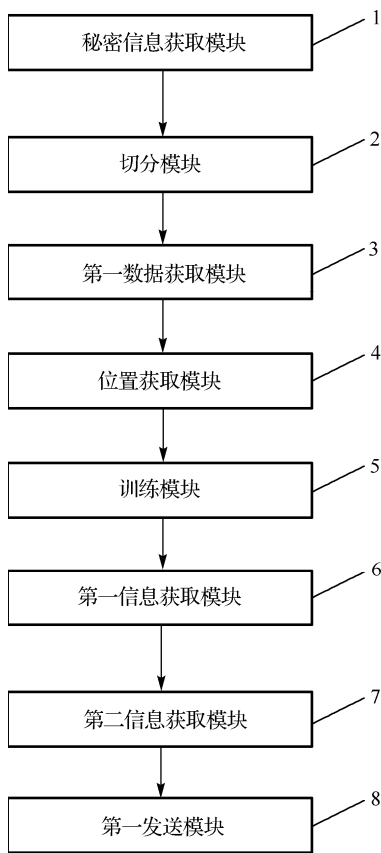 秘密信息获取模块
1
切分模块
2
第一数据获取模块
3
位置获取模块
4
训练模块
5
第一信息获取模块
6
第二信息获取模块
7
第一发送模块
8